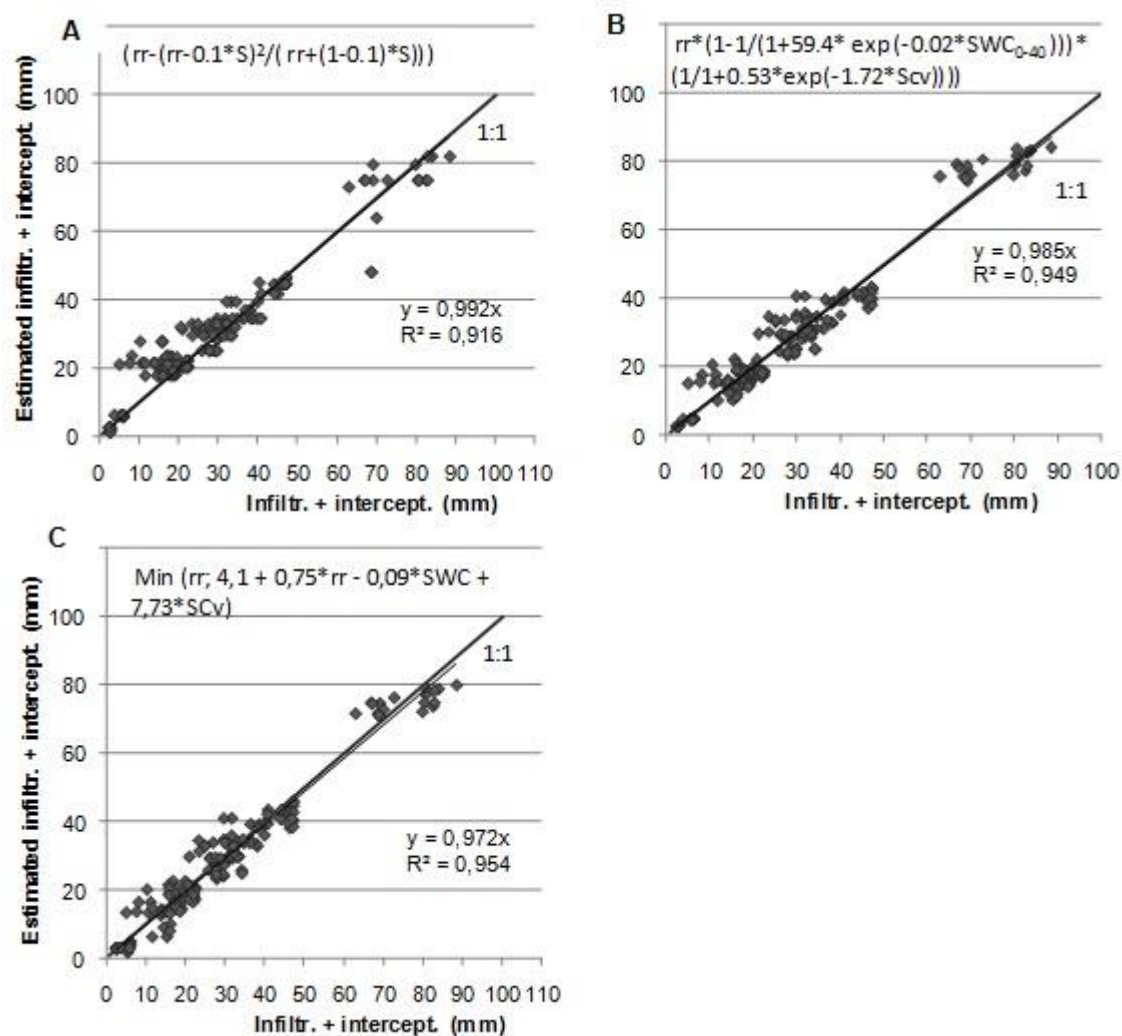 A
(rr-(rr-0.1*S)²/( rr+(1-0.1)*S)))
Estimated infiltr. + intercept. (mm)
100
80
60
40
20
0
1:1
y = 0,992x
R² = 0,916
0 10 20 30 40 50 60 70 80 90 100 110
Infiltr. + intercept. (mm)
B
rr*(1-1/(1+59.4* exp(-0.02*SWC0-40)))*
(1/1+0.53*exp(-1.72*Scv))))
100
80
60
40
20
0
1:1
y = 0,985x
R² = 0,949
0 10 20 30 40 50 60 70 80 90 100
Infiltr. + intercept. (mm)
C
Min (rr; 4,1 + 0,75*rr - 0,09*SWC +
7,73*SCv)
Estimated infiltr. + intercept. (mm)
100
80
60
40
20
0
1:1
y = 0,972x
R² = 0,954
0 10 20 30 40 50 60 70 80 90 100 110
Infiltr. + intercept. (mm)